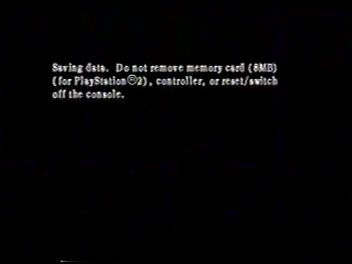 Saving data. Do not remove memory card (8MB)
(for PlayStation®2), controller, or reset/switch
off the console.